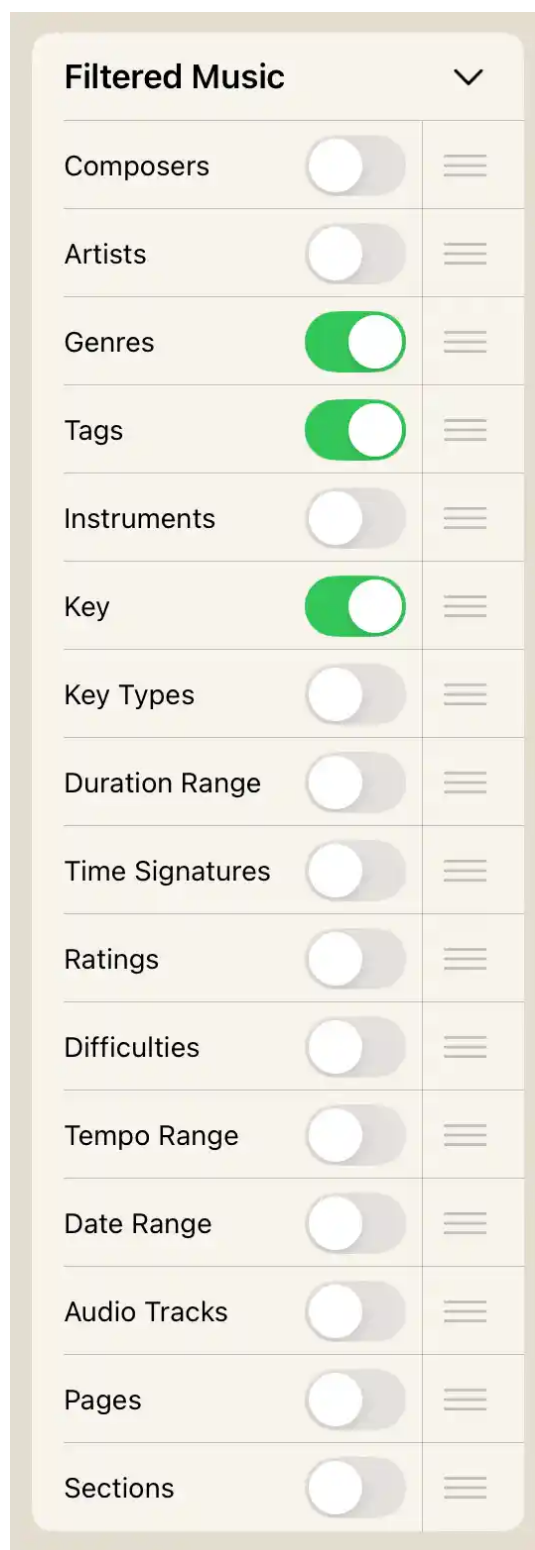 Filtered Music
Composers
Artists
Genres
Tags
Instruments
Key
Key Types
Duration Range
Time Signatures
Ratings
Difficulties
Tempo Range
Date Range
Audio Tracks
Pages
Sections